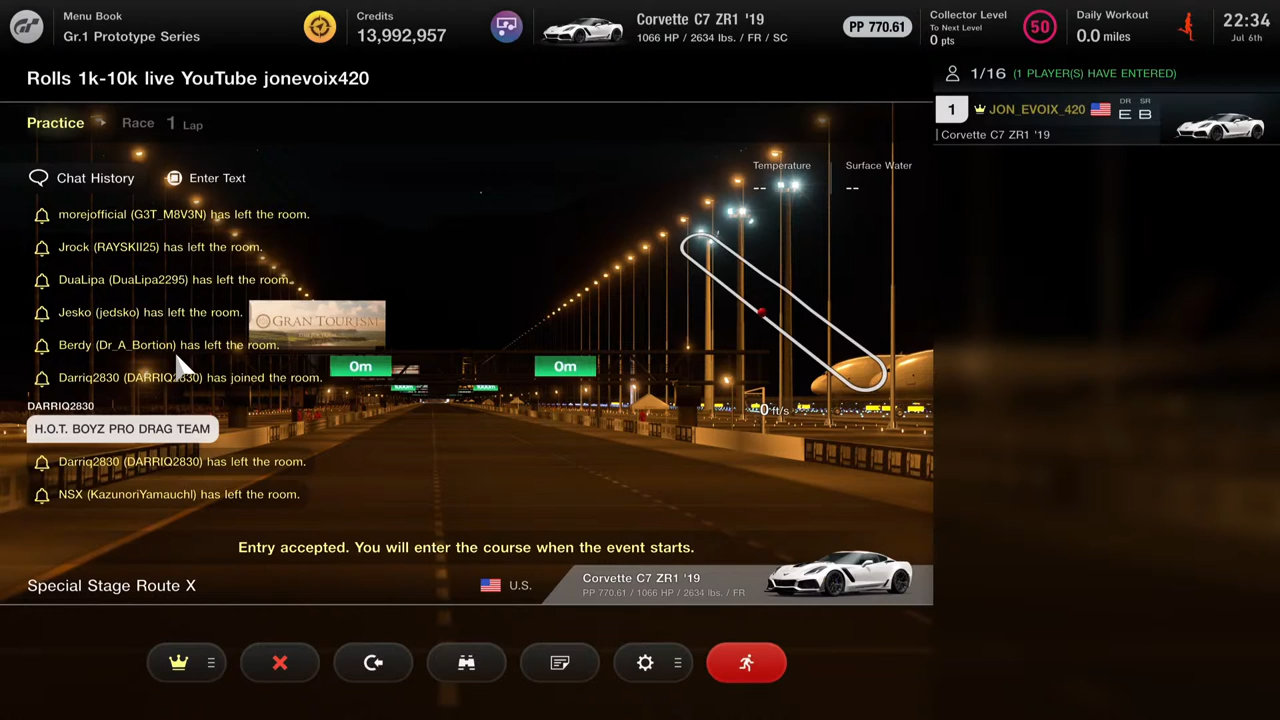 Menu Book
Gr.1 Prototype Series
Credits
13,992,957
Corvette C7 ZR1 '19
1066 HP / 2634 lbs. / FR / SC
PP 770.61
Collector Level
To Next Level
0 pts
50
Daily Workout
0.0 miles
22:34
Jul 6th
Rolls 1k-10k live YouTube jonevoix420
1/16 (1 PLAYER(S) HAVE ENTERED)
1
JON_EVOIX_420
DR SR
E B
Corvette C7 ZR1 '19
Practice
Race 1 Lap
Temperature
--
Surface Water
--
Chat History
Enter Text
morejofficial (G3T_M8V3N) has left the room.
Jrock (RAYSKII25) has left the room.
DuaLipa (DuaLipa2295) has left the room.
Jesko (jedsko) has left the room.
GRAN TOURISM
Berdy (Dr_A_Bortion) has left the room.
0m
0m
Darriq2830 (DARRIQ2830) has joined the room.
DARRIQ2830
0 ft/s
H.O.T. BOYZ PRO DRAG TEAM
Darriq2830 (DARRIQ2830) has left the room.
NSX (KazunoriYamauchI) has left the room.
Entry accepted. You will enter the course when the event starts.
Special Stage Route X
U.S.
Corvette C7 ZR1 '19
PP 770.61 / 1066 HP / 2634 lbs. / FR